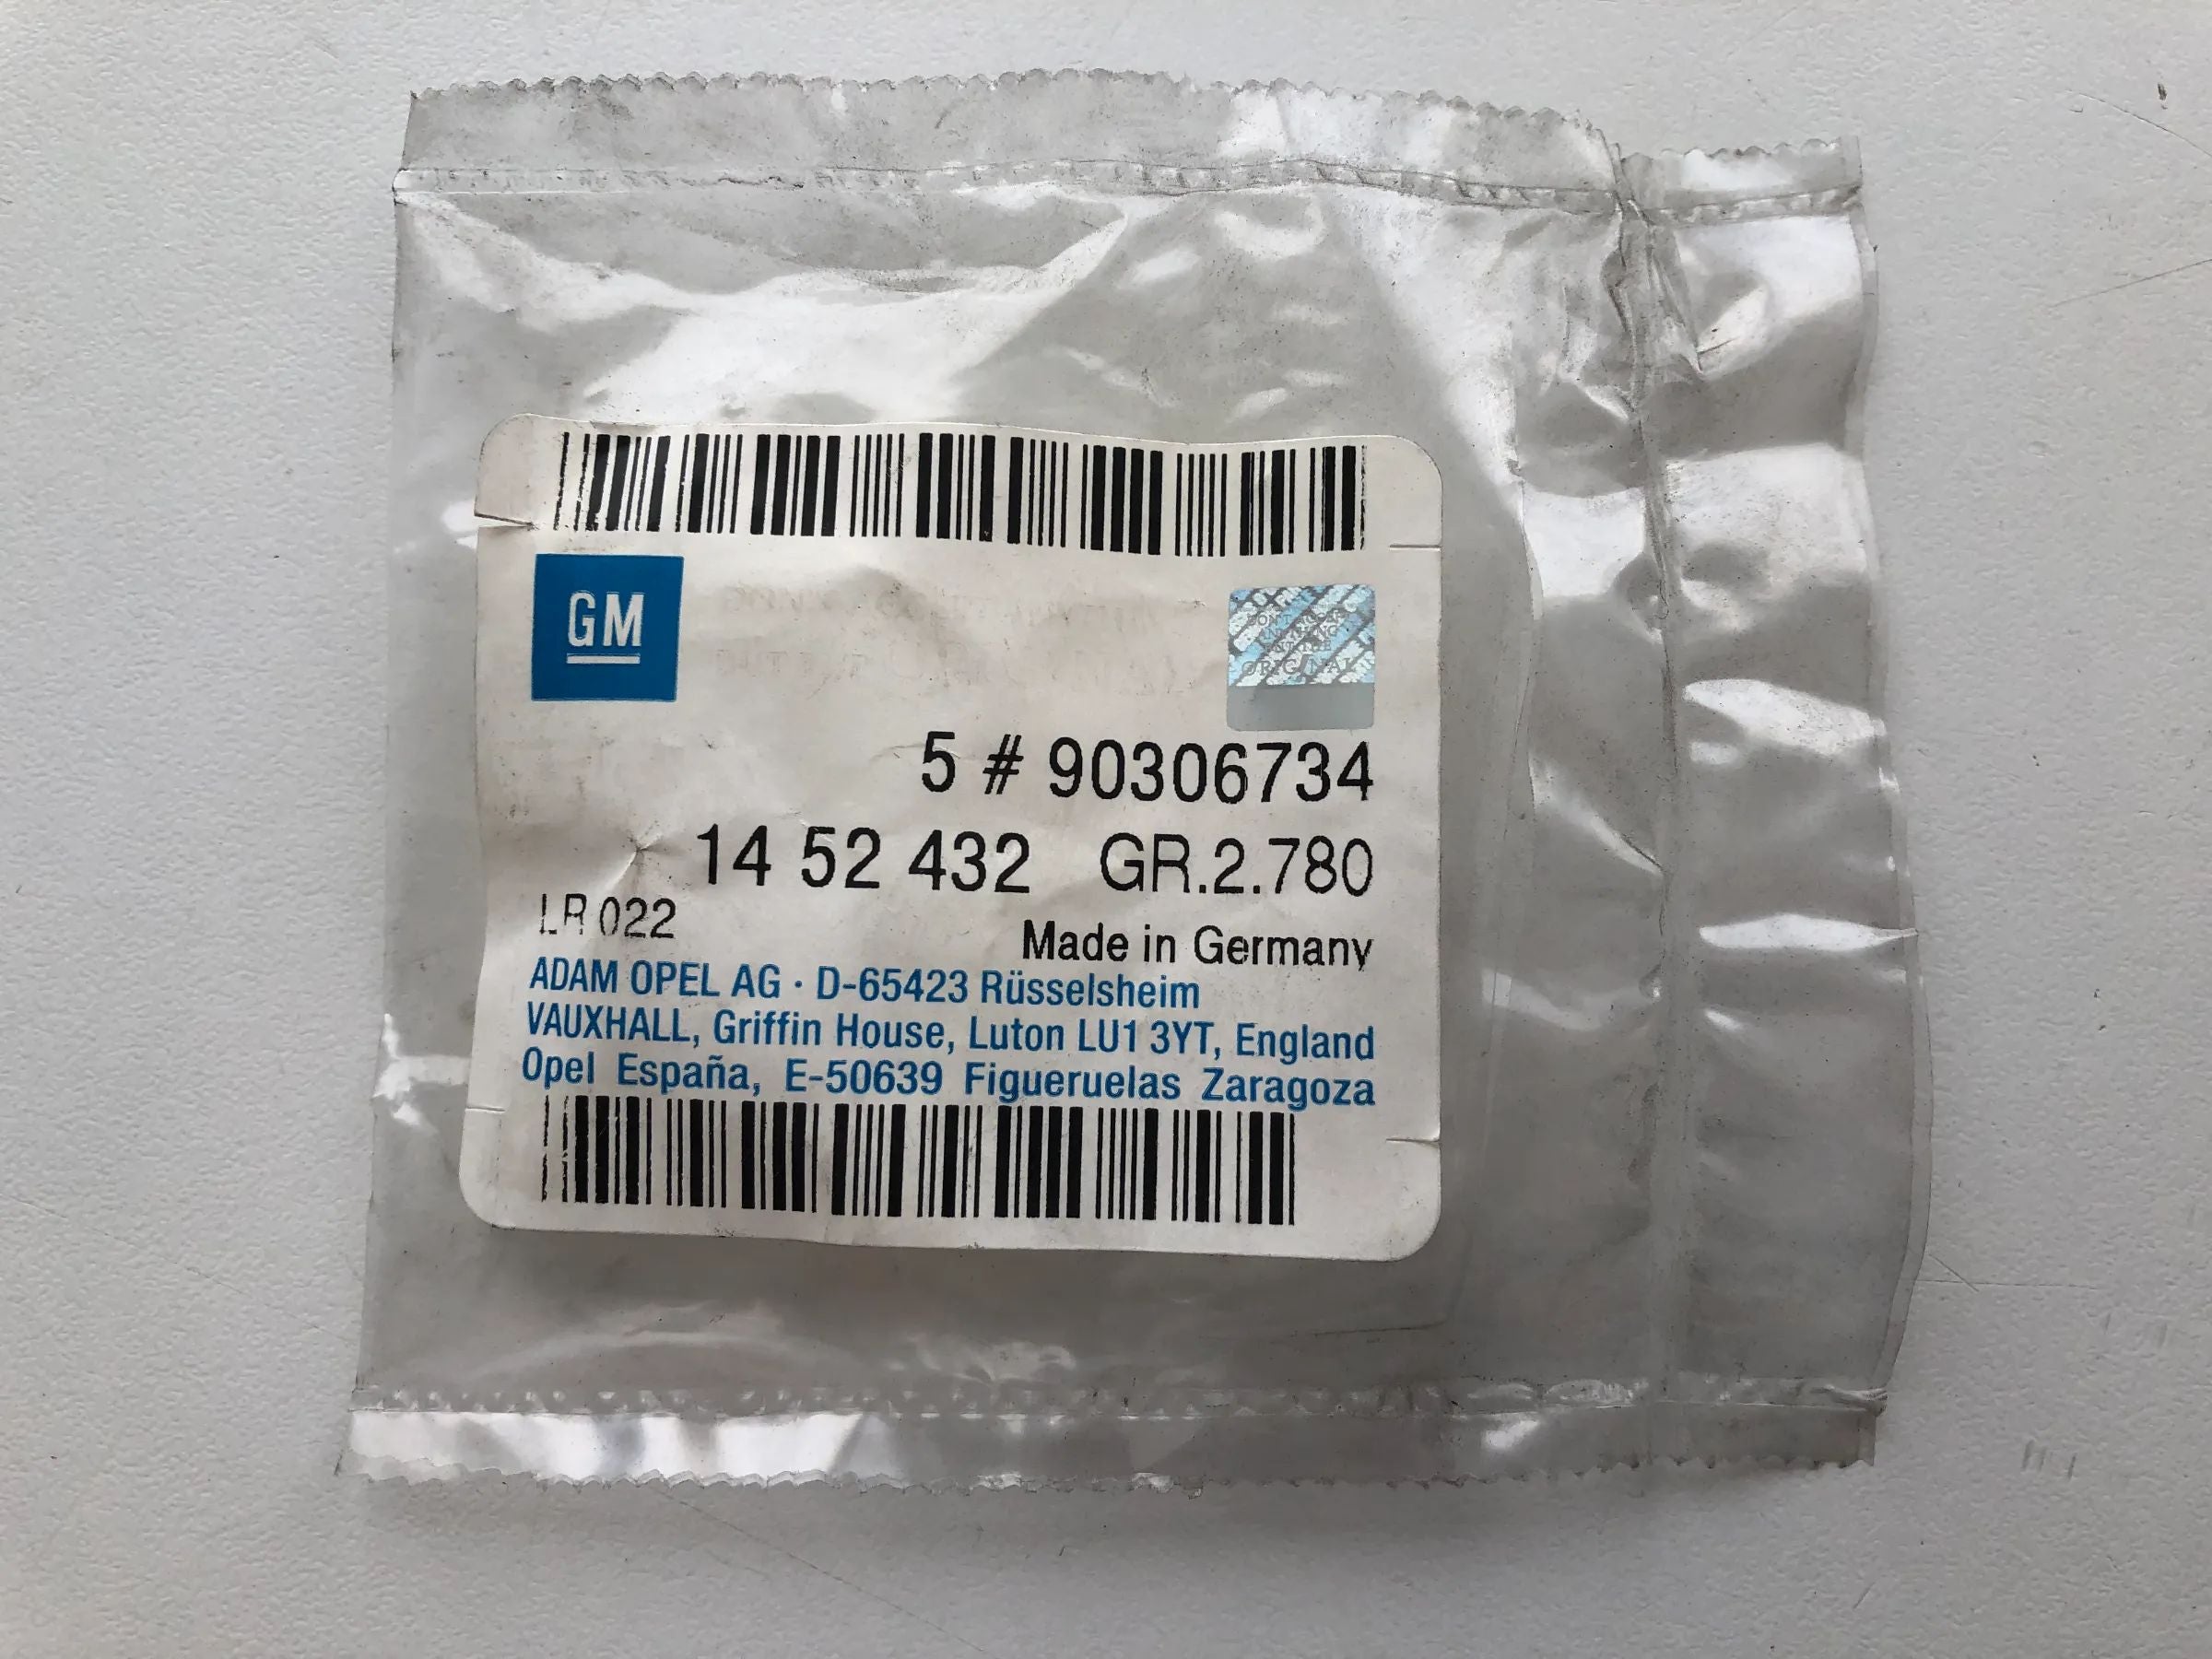 GM
ORIGINAL
5 # 90306734
14 52 432 GR.2.780
LR 022
Made in Germany
ADAM OPEL AG · D-65423 Rüsselsheim
VAUXHALL, Griffin House, Luton LU1 3YT, England
Opel España, E-50639 Figueruelas Zaragoza